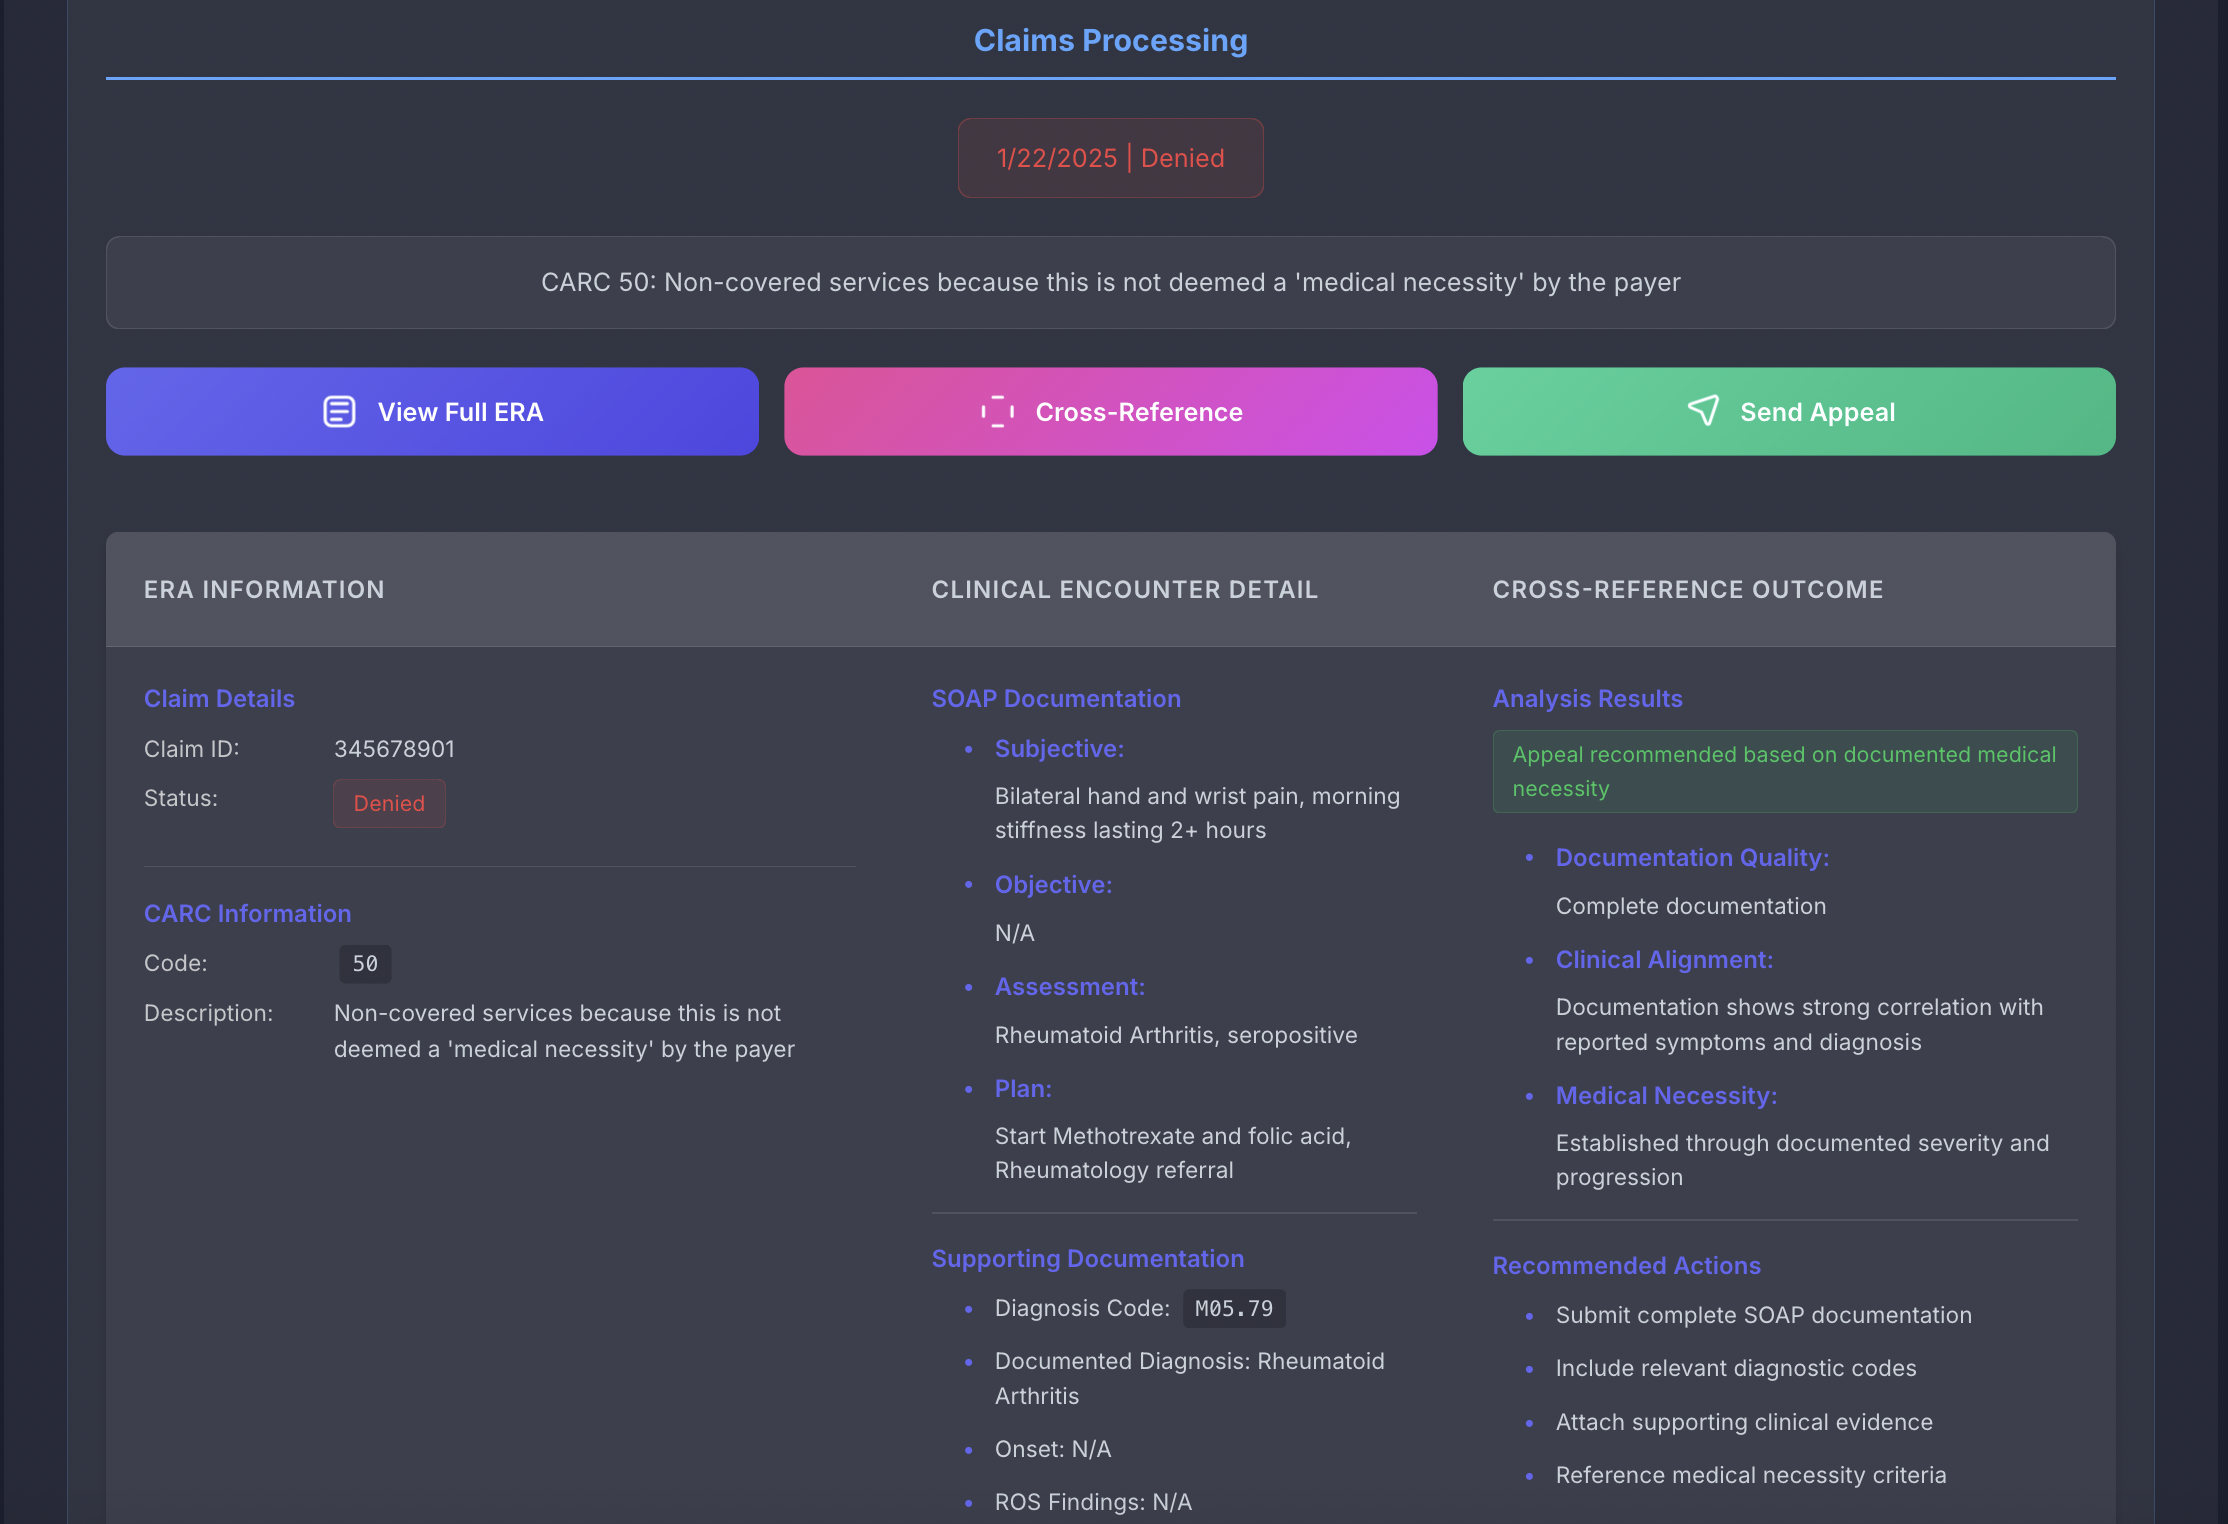 Claims Processing
1/22/2025 | Denied
CARC 50: Non-covered services because this is not deemed a 'medical necessity' by the payer
View Full ERA
Cross-Reference
Send Appeal
ERA INFORMATION
CLINICAL ENCOUNTER DETAIL
CROSS-REFERENCE OUTCOME
Claim Details
Claim ID: 345678901
Status: Denied
CARC Information
Code: 50
Description: Non-covered services because this is not
deemed a 'medical necessity' by the payer
SOAP Documentation
• Subjective:
Bilateral hand and wrist pain, morning
stiffness lasting 2+ hours
• Objective:
N/A
• Assessment:
Rheumatoid Arthritis, seropositive
• Plan:
Start Methotrexate and folic acid,
Rheumatology referral
Supporting Documentation
• Diagnosis Code: M05.79
• Documented Diagnosis: Rheumatoid
Arthritis
• Onset: N/A
• ROS Findings: N/A
Analysis Results
Appeal recommended based on documented medical
necessity
• Documentation Quality:
Complete documentation
• Clinical Alignment:
Documentation shows strong correlation with
reported symptoms and diagnosis
• Medical Necessity:
Established through documented severity and
progression
Recommended Actions
• Submit complete SOAP documentation
• Include relevant diagnostic codes
• Attach supporting clinical evidence
• Reference medical necessity criteria